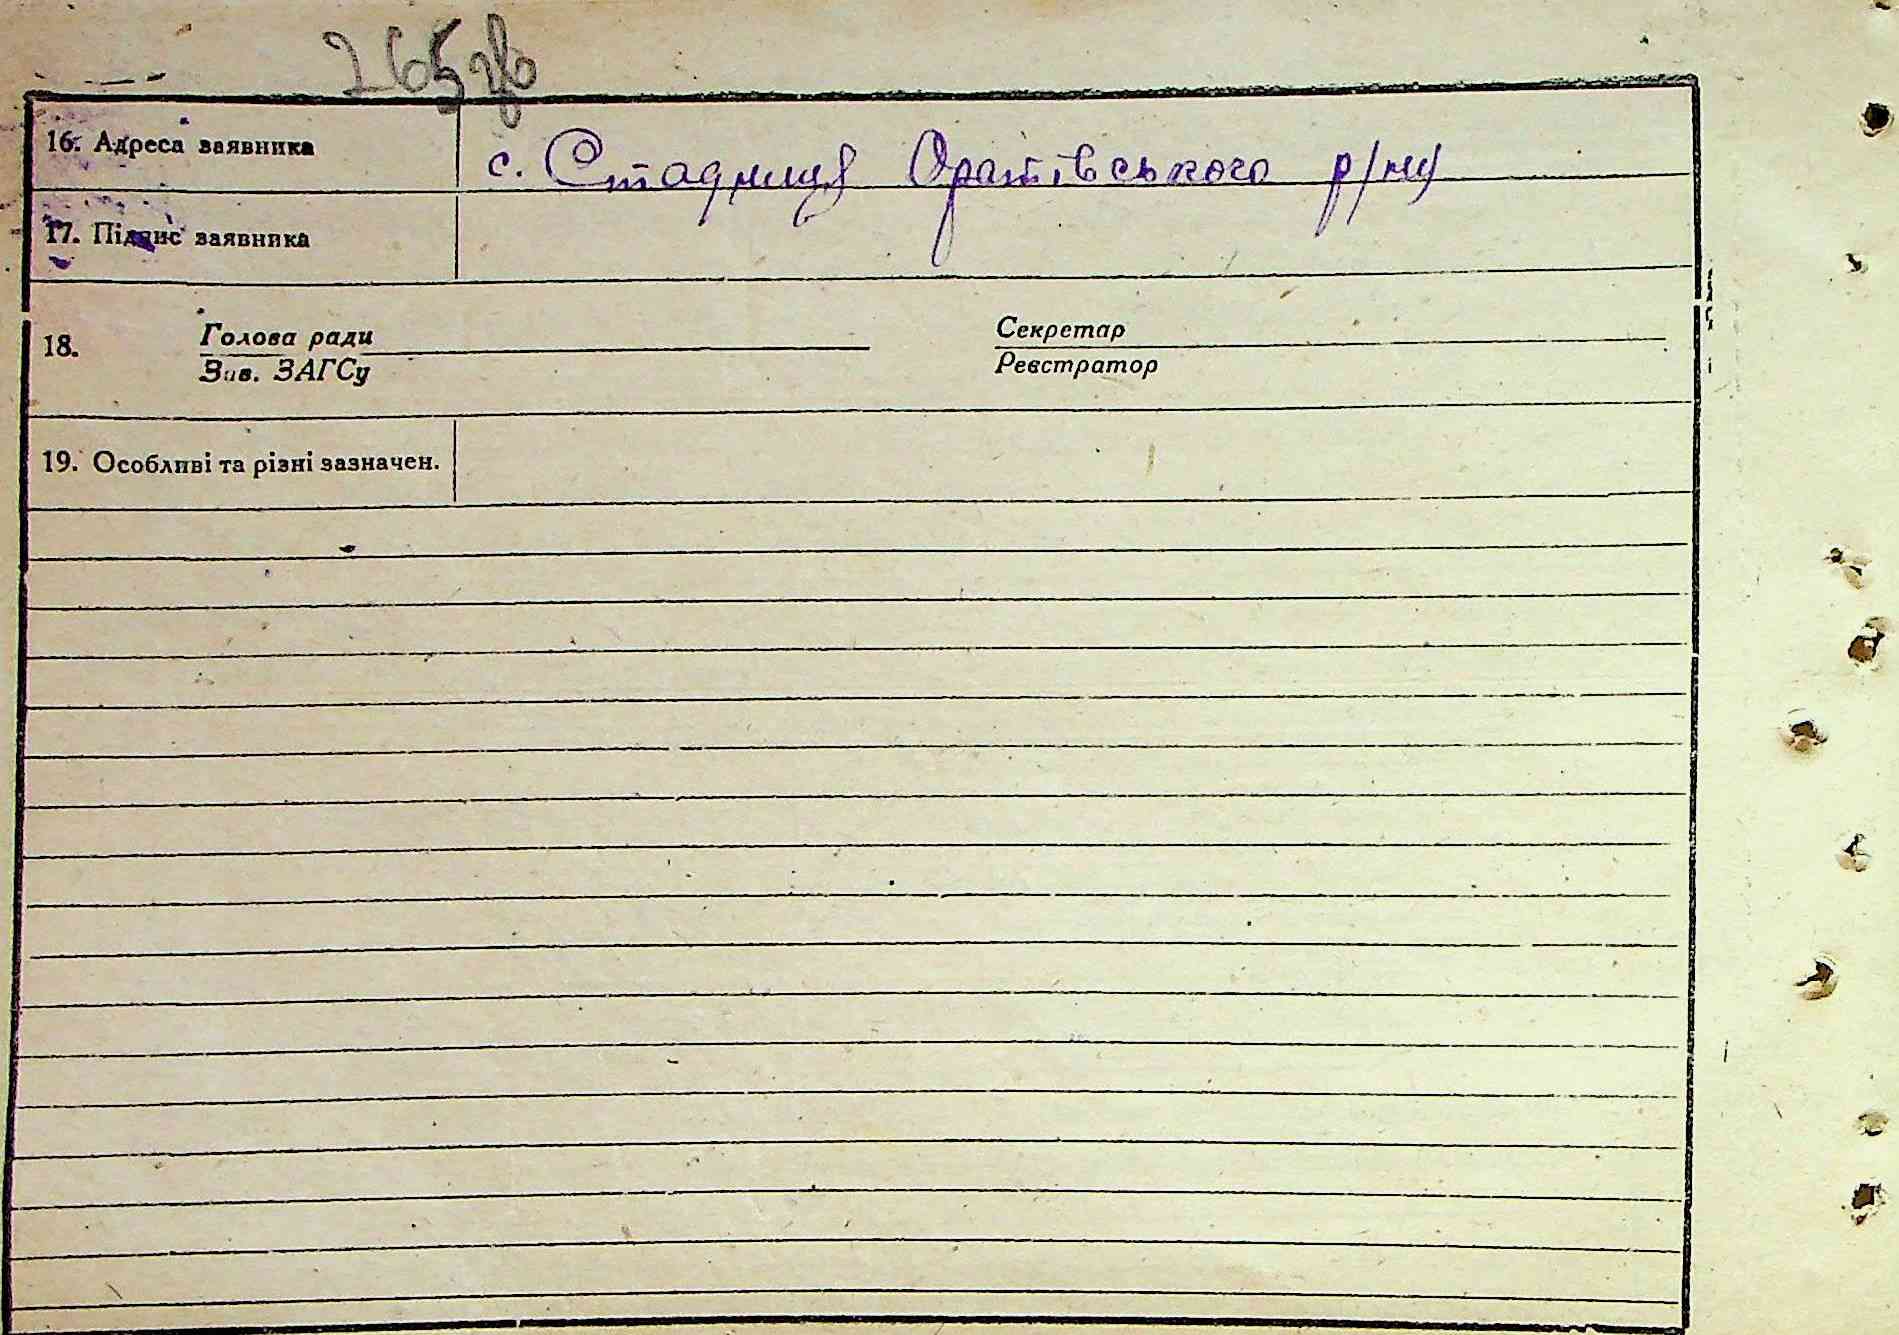 265 зв
16. Адреса заявника с. Стадниця Оратівського р/ну
17. Підпис заявника
18. Голова ради Секретар
Зав. ЗАГСу Реєстратор
19. Особливі та різні зазначен.